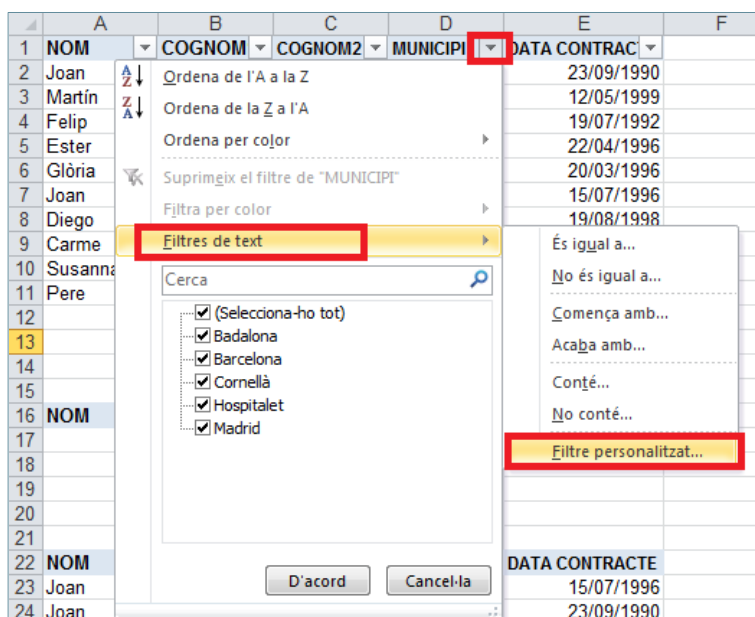 A B C D E F
1 NOM COGNOM COGNOM2 MUNICIPI DATA CONTRAC
2 Joan Ordena de l'A a la Z 23/09/1990
3 Martín Ordena de la Z a l'A 12/05/1999
4 Felip 19/07/1992
5 Ester Ordena per color 22/04/1996
6 Glòria Suprimeix el filtre de "MUNICIPI" 20/03/1996
7 Joan 15/07/1996
8 Diego Filtra per color 19/08/1998
9 Carme Filtres de text És igual a...
10 Susanna Cerca No és igual a...
11 Pere
12 (Selecciona-ho tot) Comença amb...
13 Badalona Acaba amb...
14 Barcelona
15 Cornellà Conté...
16 NOM Hospitalet No conté...
17 Madrid
18 Filtre personalitzat...
19
20
21
22 NOM DATA CONTRACTE
23 Joan D'acord Cancel·la 15/07/1996
24 Joan 23/09/1990